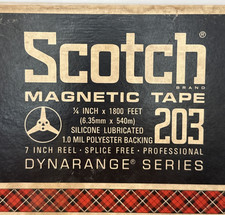 Scotch
BRAND
MAGNETIC TAPE
¼ INCH x 1800 FEET
(6.35mm x 540m)
SILICONE LUBRICATED
1.0 MIL POLYESTER BACKING
203
7 INCH REEL · SPLICE FREE · PROFESSIONAL
DYNARANGE® SERIES